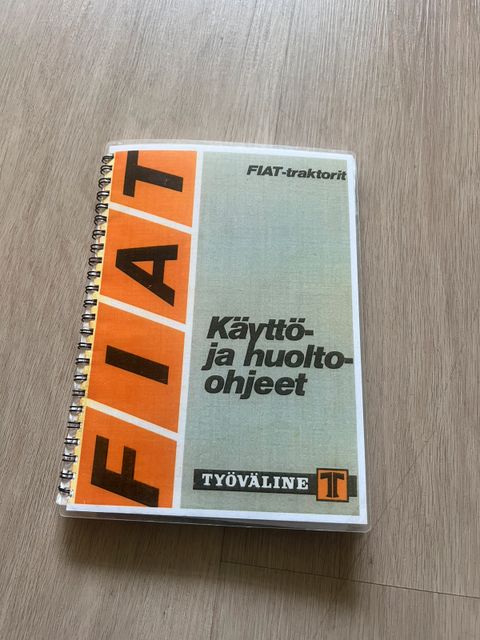 FIAT
FIAT-traktorit
Käyttö-
ja huolto-
ohjeet
TYÖVÄLINE T